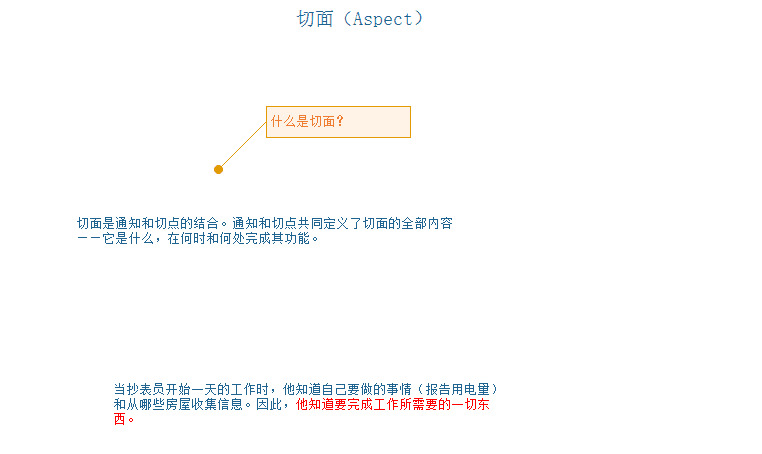 切面（Aspect）
什么是切面?
切面是通知和切点的结合。通知和切点共同定义了切面的全部内容
——它是什么，在何时和何处完成其功能。
当抄表员开始一天的工作时，他知道自己要做的事情（报告用电量）
和从哪些房屋收集信息。因此，他知道要完成工作所需要的一切东
西。